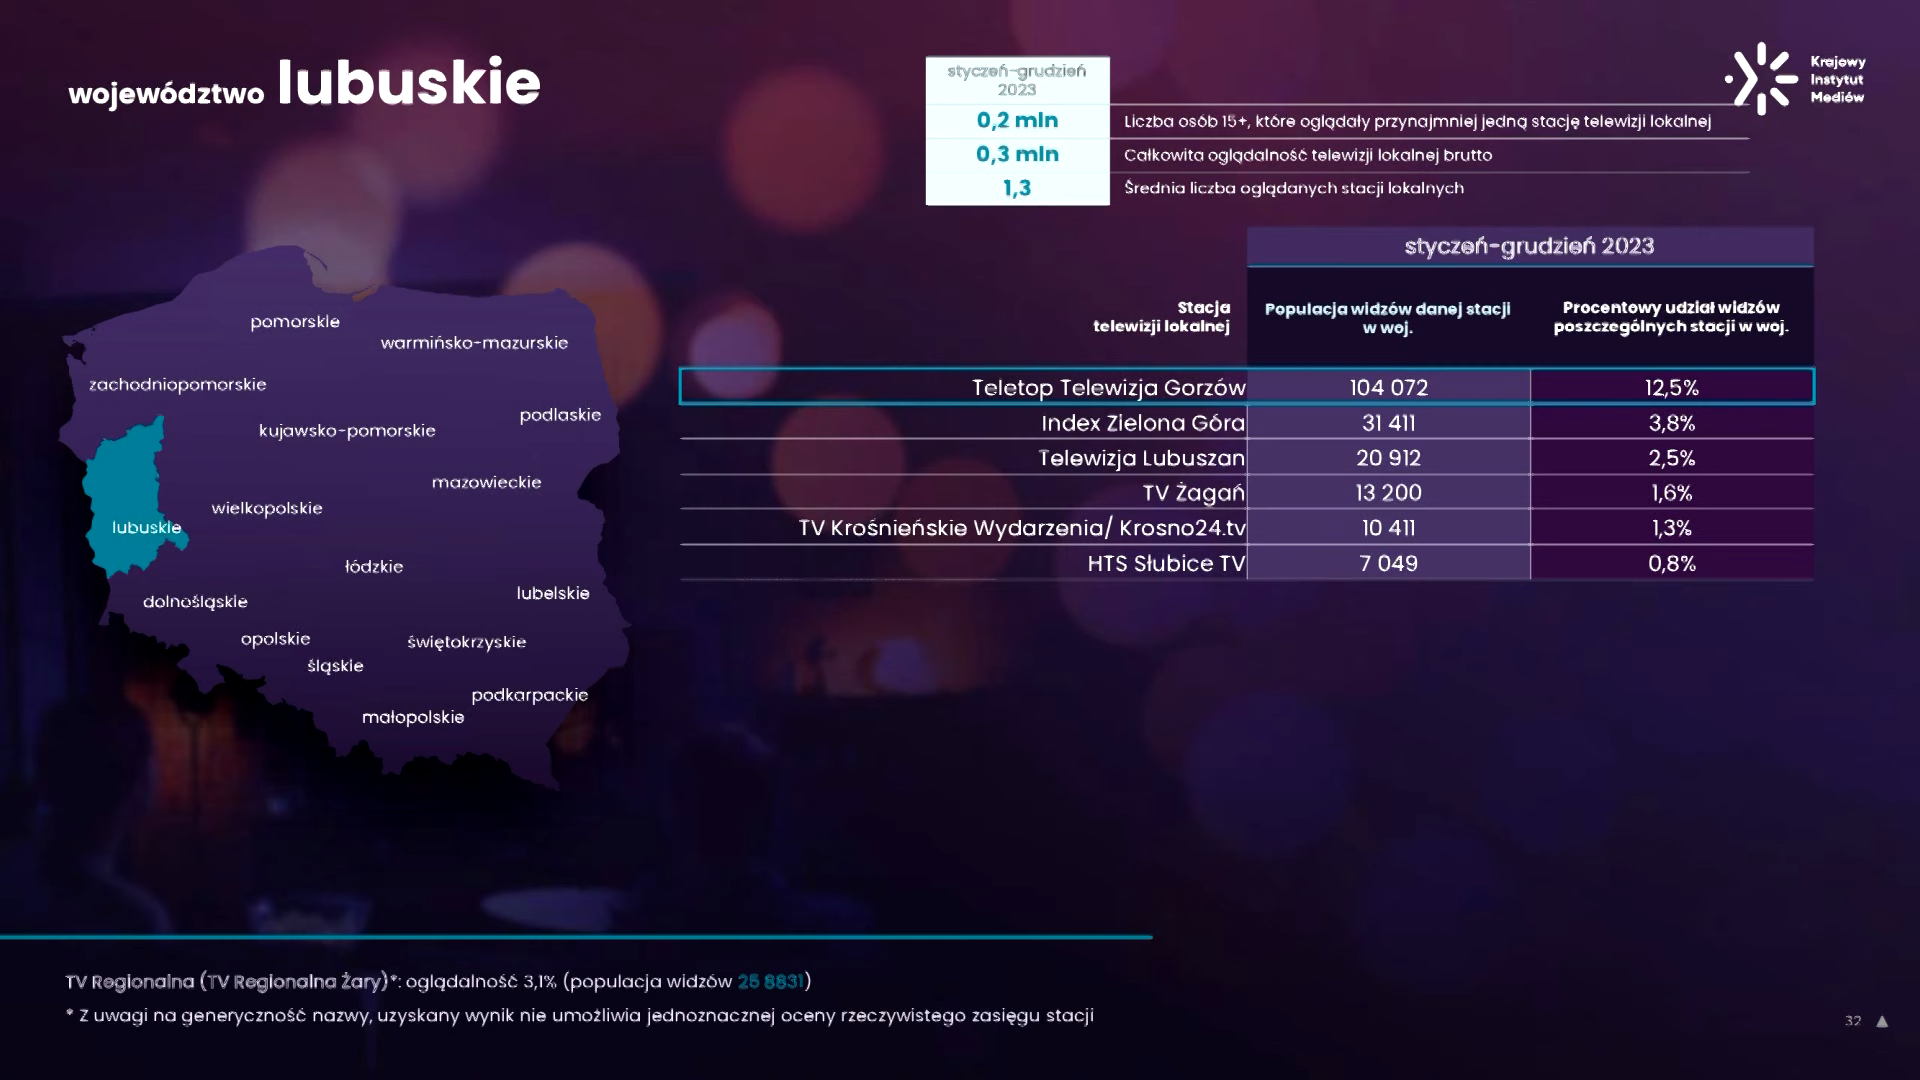 województwo lubuskie
styczeń-grudzień
2023
0,2 mln Liczba osób 15+, które oglądały przynajmniej jedną stację telewizji lokalnej
0,3 mln Całkowita oglądalność telewizji lokalnej brutto
1,3 Średnia liczba oglądanych stacji lokalnych
Krajowy
Instytut
Mediów
styczeń-grudzień 2023
Stacja
telewizji lokalnej
Populacja widzów danej stacji
w woj.
Procentowy udział widzów
poszczególnych stacji w woj.
Teletop Telewizja Gorzów 104 072 12,5%
Index Zielona Góra 31 411 3,8%
Telewizja Lubuszan 20 912 2,5%
TV Żagań 13 200 1,6%
TV Krośnieńskie Wydarzenia/ Krosno24.tv 10 411 1,3%
HTS Słubice TV 7 049 0,8%
pomorskie
warmińsko-mazurskie
zachodniopomorskie
podlaskie
kujawsko-pomorskie
mazowieckie
wielkopolskie
lubuskie
łódzkie
lubelskie
dolnośląskie
opolskie
świętokrzyskie
śląskie
podkarpackie
małopolskie
TV Regionalna (TV Regionalna Żary)*: oglądalność 3,1% (populacja widzów 25 8831)
* Z uwagi na generyczność nazwy, uzyskany wynik nie umożliwia jednoznacznej oceny rzeczywistego zasięgu stacji
32